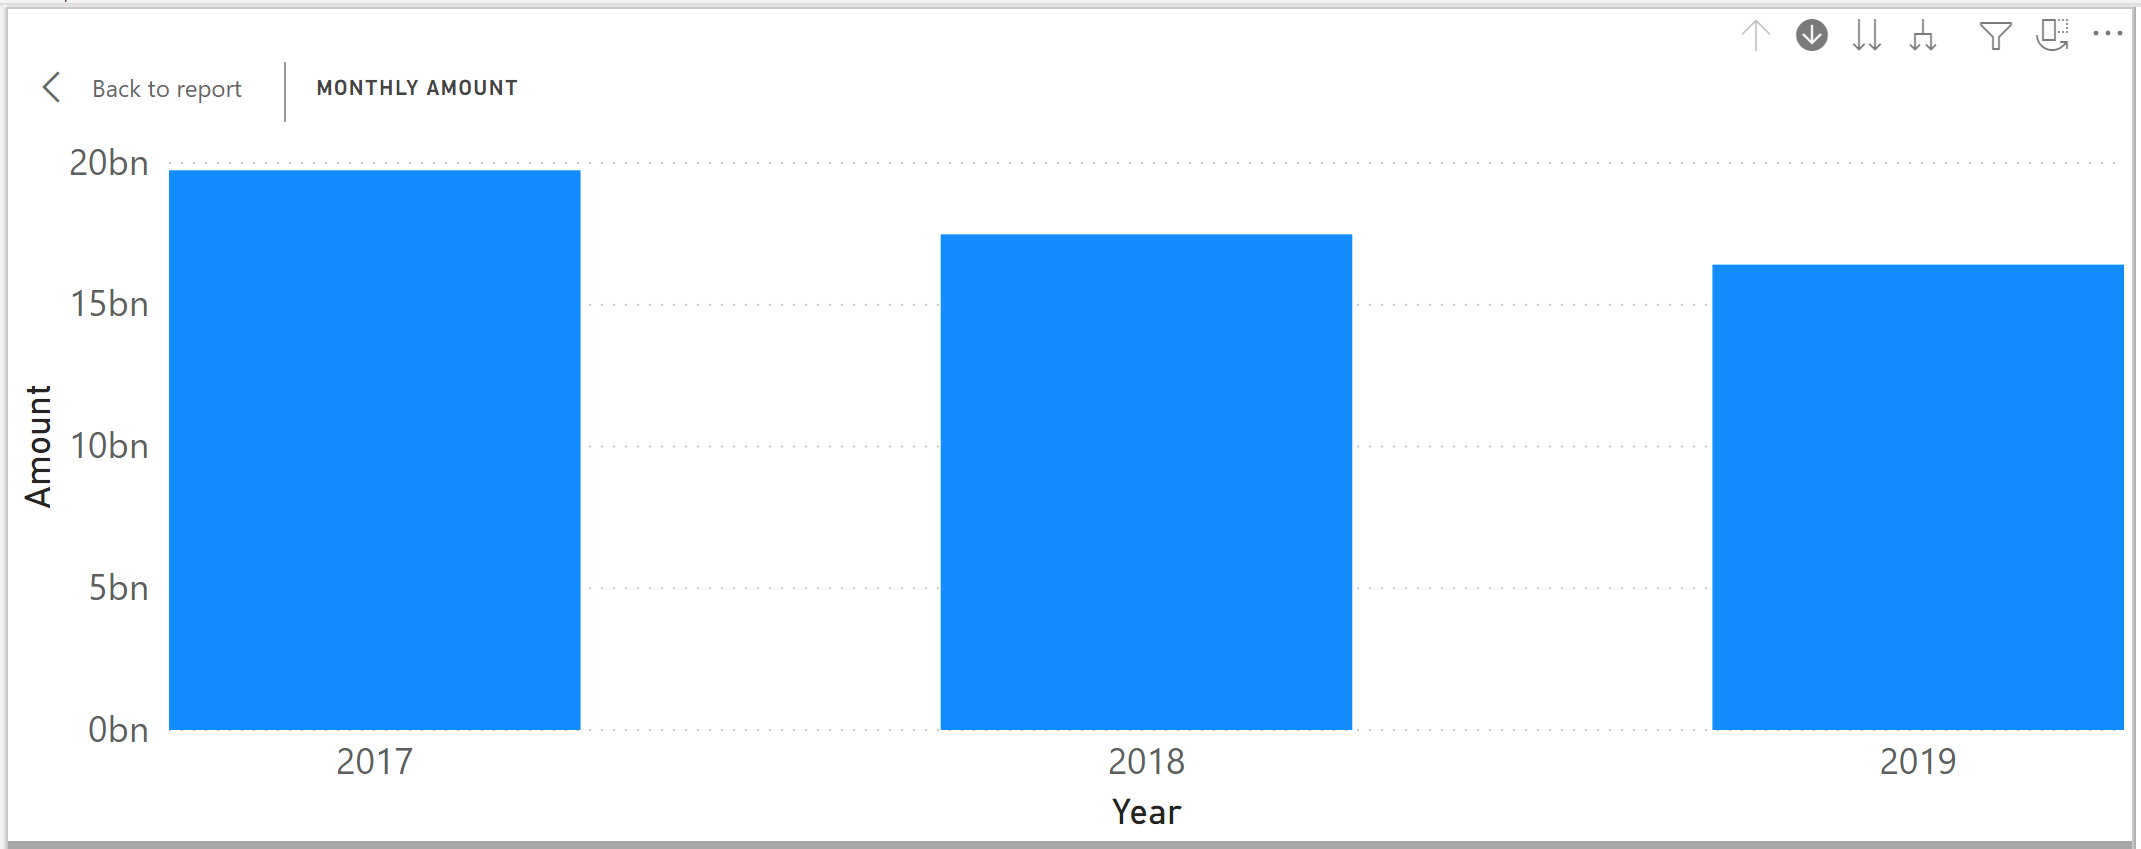 Back to report
MONTHLY AMOUNT
20bn
15bn
10bn
5bn
0bn
Amount
2017 2018 2019
Year